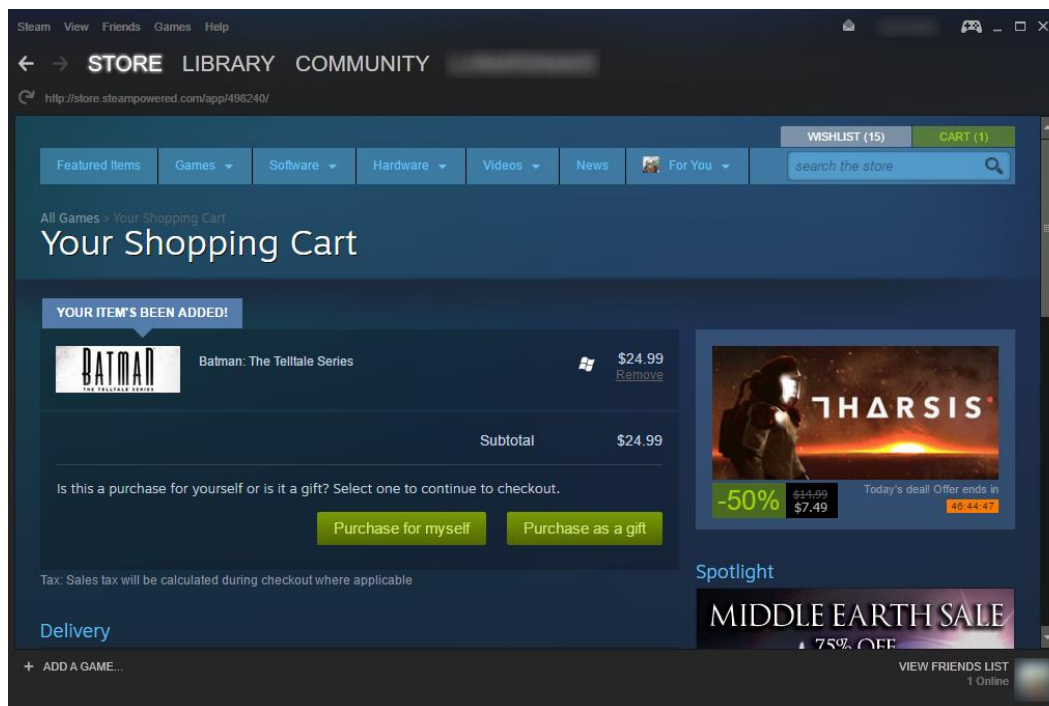 Steam View Friends Games Help
STORE LIBRARY COMMUNITY
http://store.steampowered.com/app/498240/
WISHLIST (15) CART (1)
Featured Items Games Software Hardware Videos News For You search the store
All Games > Your Shopping Cart
Your Shopping Cart
YOUR ITEM'S BEEN ADDED!
BATMAN
THE TELLTALE SERIES
Batman: The Telltale Series
$24.99
Remove
Subtotal $24.99
Is this a purchase for yourself or is it a gift? Select one to continue to checkout.
Purchase for myself Purchase as a gift
Tax: Sales tax will be calculated during checkout where applicable
Delivery
THARSIS
-50% $14.99 $7.49
Today's deal! Offer ends in
46:44:47
Spotlight
MIDDLE EARTH SALE
75% OFF
+ ADD A GAME...
VIEW FRIENDS LIST
1 Online